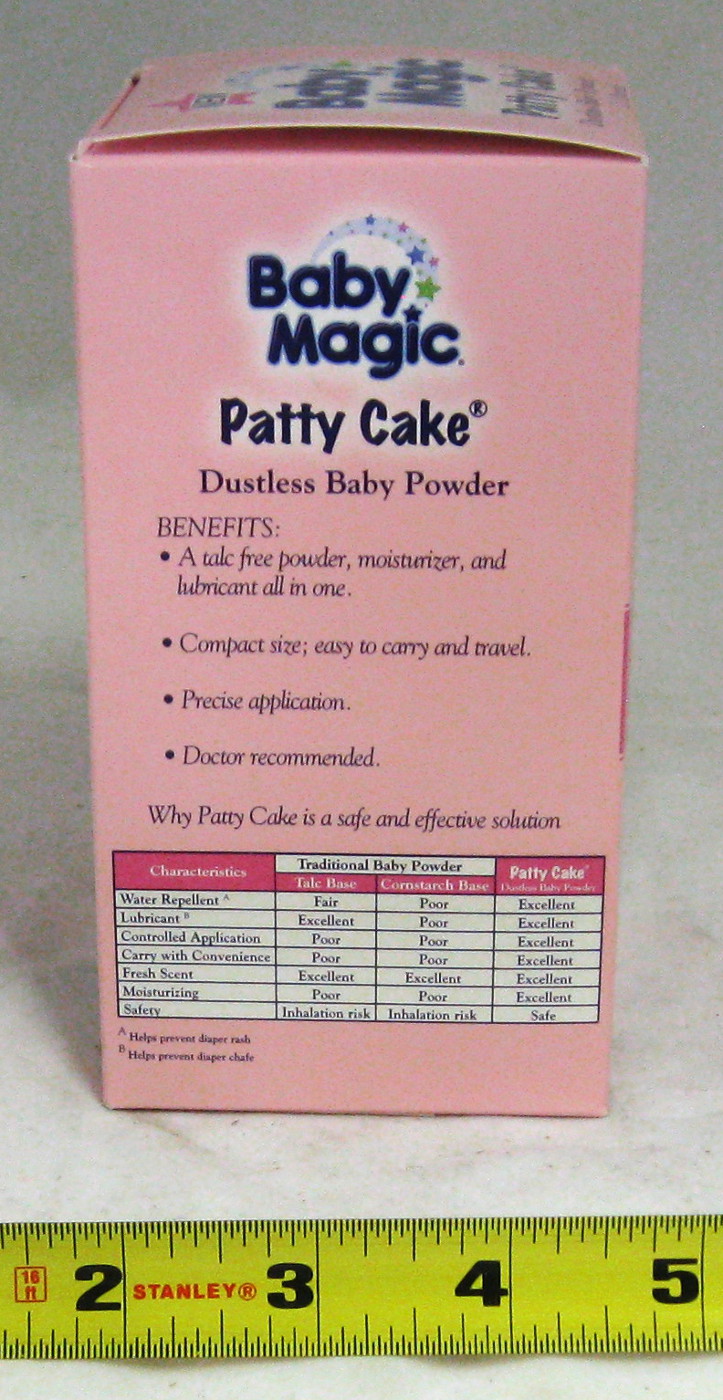 Baby
Magic
Patty Cake
Baby
Magic
Patty Cake®
Dustless Baby Powder
BENEFITS:
• A talc free powder, moisturizer, and
lubricant all in one.
• Compact size; easy to carry and travel.
• Precise application.
• Doctor recommended.
Why Patty Cake is a safe and effective solution
Characteristics Traditional Baby Powder Patty Cake®
Talc Base Cornstarch Base Dustless Baby Powder
Water Repellent A Fair Poor Excellent
Lubricant B Excellent Poor Excellent
Controlled Application Poor Poor Excellent
Carry with Convenience Poor Poor Excellent
Fresh Scent Excellent Excellent Excellent
Moisturizing Poor Poor Excellent
Safety Inhalation risk Inhalation risk Safe
A Helps prevent diaper rash
B Helps prevent diaper chafe
16
ft
2 STANLEY® 3 4 5